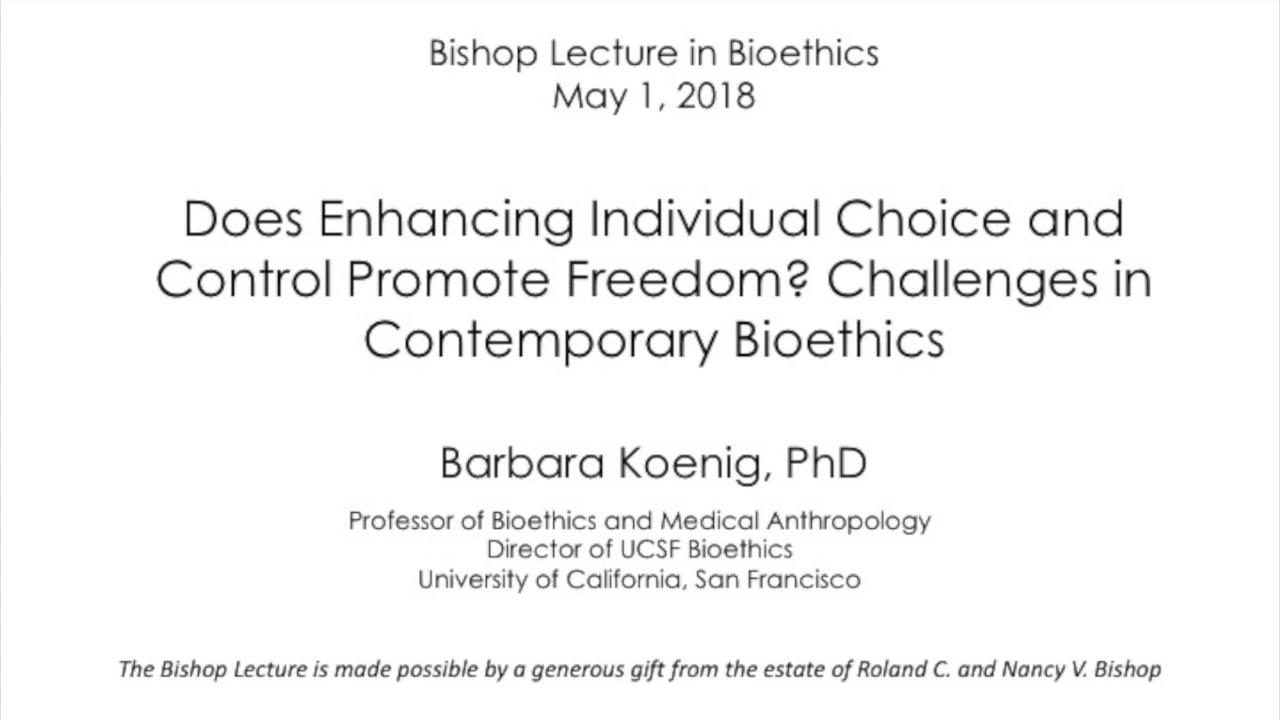 Bishop Lecture in Bioethics
May 1, 2018
Does Enhancing Individual Choice and
Control Promote Freedom? Challenges in
Contemporary Bioethics
Barbara Koenig, PhD
Professor of Bioethics and Medical Anthropology
Director of UCSF Bioethics
University of California, San Francisco
The Bishop Lecture is made possible by a generous gift from the estate of Roland C. and Nancy V. Bishop